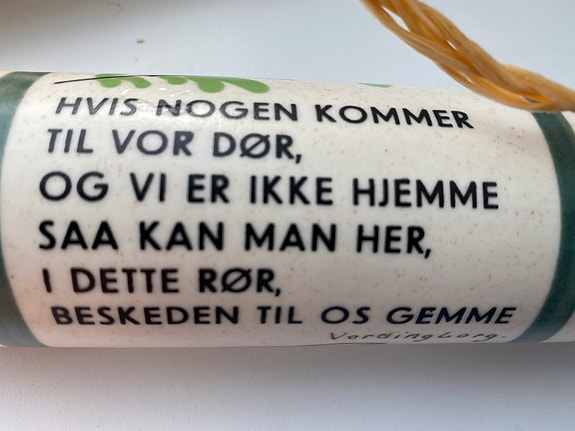 HVIS NOGEN KOMMER
TIL VOR DØR,
OG VI ER IKKE HJEMME
SAA KAN MAN HER,
I DETTE RØR,
BESKEDEN TIL OS GEMME
Vordingborg.